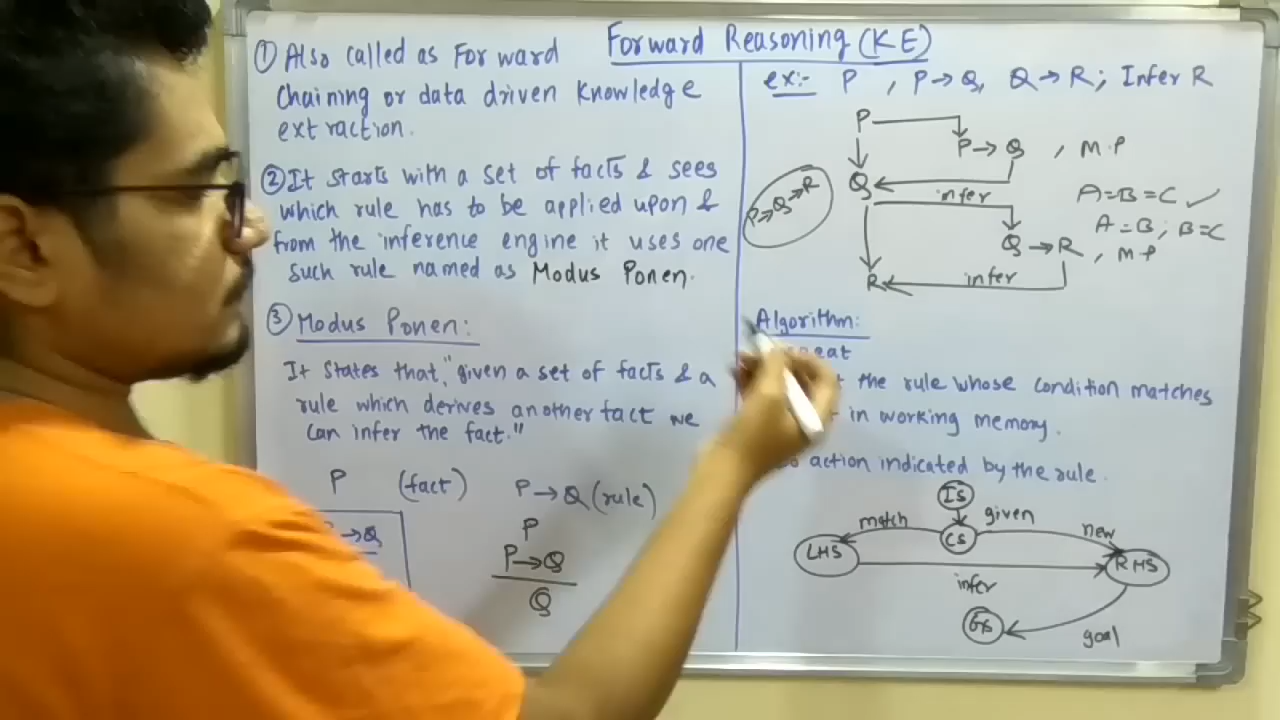 Forward Reasoning (KE)
① Also called as Forward
Chaining or data driven Knowledge
extraction.
② It starts with a set of facts & sees
which rule has to be applied upon &
from the inference engine it uses one
such rule named as Modus Ponen.
③ Modus Ponen:
It states that, "given a set of facts & a
rule which derives another fact we
can infer the fact."
P (fact) P→Q (rule)
→Q
P
P→Q
Q
ex:- P , P→Q, Q→R; Infer R
P
P→Q , M.P
Q
infer
P→Q→R
A=B=C ✓
A=B; B=C
Q→R, MP
R
infer
Algorithm:
the rule whose condition matches
in working memory.
action indicated by the rule.
IS
match
CS
given
new
LHS
RHS
infer
GS
goal